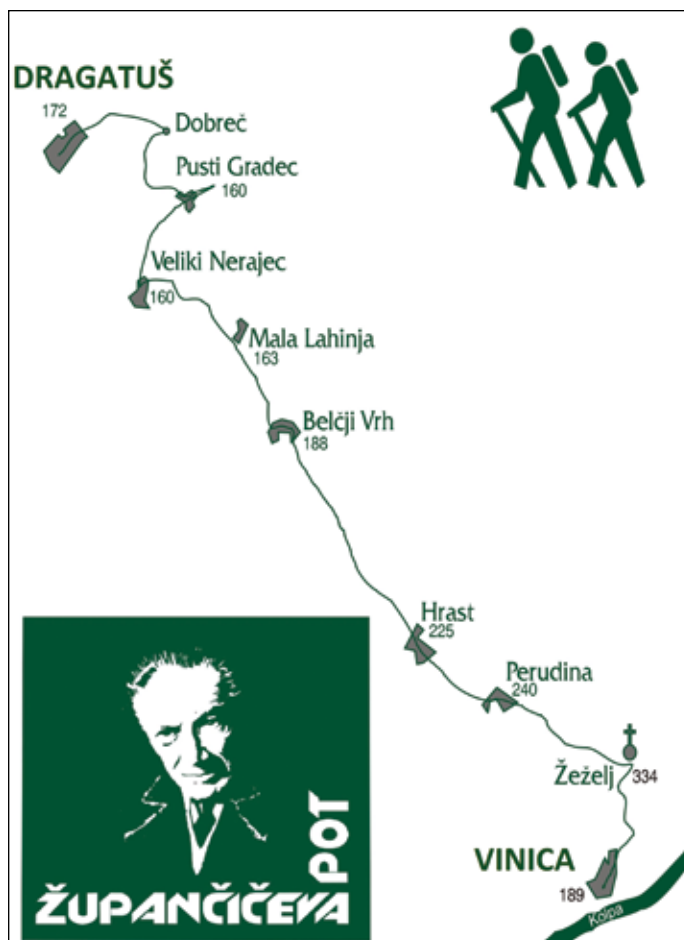 DRAGATUŠ
172
Dobreč
Pusti Gradec
160
Veliki Nerajec
160
Mala Lahinja
163
Belčji Vrh
188
Hrast
225
Perudina
240
Žeželj
334
VINICA
189
Kolpa
ŽUPANČIČEVA
POT